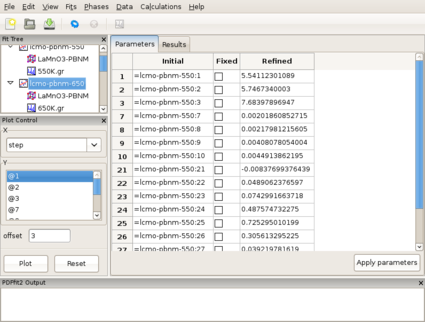 File Edit View Fits Phases Data Calculations Help
Fit Tree
lcmo-pbnm-550
LaMnO3-PBNM
550K.gr
lcmo-pbnm-650
LaMnO3-PBNM
650K.gr
Plot Control
X
step
Y
@1
@2
@3
@7
offset 3
Plot Reset
Parameters Results
Initial Fixed Refined
1 =lcmo-pbnm-550:1 5.54112301089
2 =lcmo-pbnm-550:2 5.7467340003
3 =lcmo-pbnm-550:3 7.68397896947
7 =lcmo-pbnm-550:7 0.00201860852715
8 =lcmo-pbnm-550:8 0.00217981215605
9 =lcmo-pbnm-550:9 0.00408078054004
10 =lcmo-pbnm-550:10 0.0044913862195
21 =lcmo-pbnm-550:21 -0.00837699376439
22 =lcmo-pbnm-550:22 0.0489062376597
23 =lcmo-pbnm-550:23 0.0742991663718
24 =lcmo-pbnm-550:24 0.487574732275
25 =lcmo-pbnm-550:25 0.72529501019
26 =lcmo-pbnm-550:26 0.305613295225
27 =lcmo-pbnm-550:27 0.039219781619
Apply parameters
PDFfit2 Output